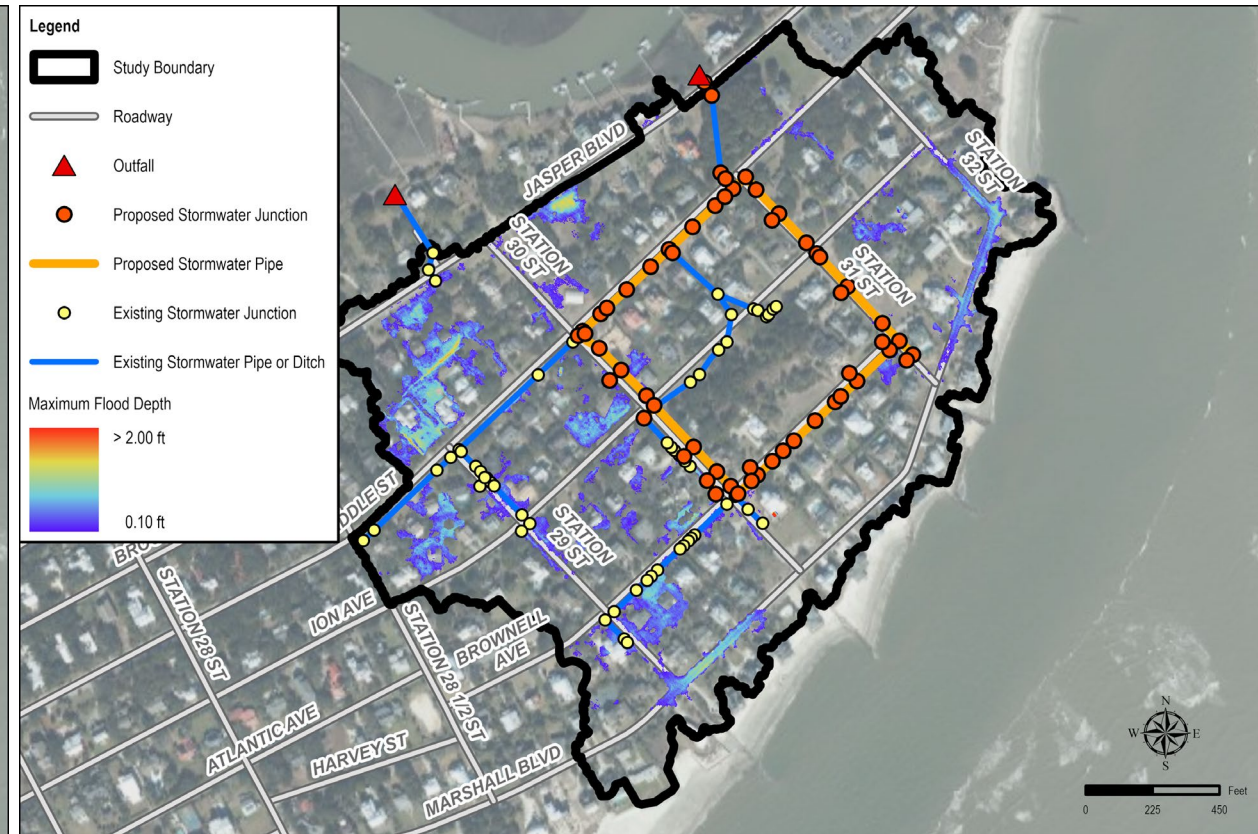 Legend
Study Boundary
Roadway
Outfall
Proposed Stormwater Junction
Proposed Stormwater Pipe
Existing Stormwater Junction
Existing Stormwater Pipe or Ditch
Maximum Flood Depth
> 2.00 ft
0.10 ft
JASPER BLVD
STATION
32 ST
STATION
30 ST
STATION
31 ST
DDLE ST
STATION
29 ST
BRO
STATION 28 ST
ION AVE
STATION 28 1/2 ST
BROWNELL
AVE
ATLANTIC AVE
HARVEY ST
MARSHALL BLVD
N
W E
S
Feet
0 225 450